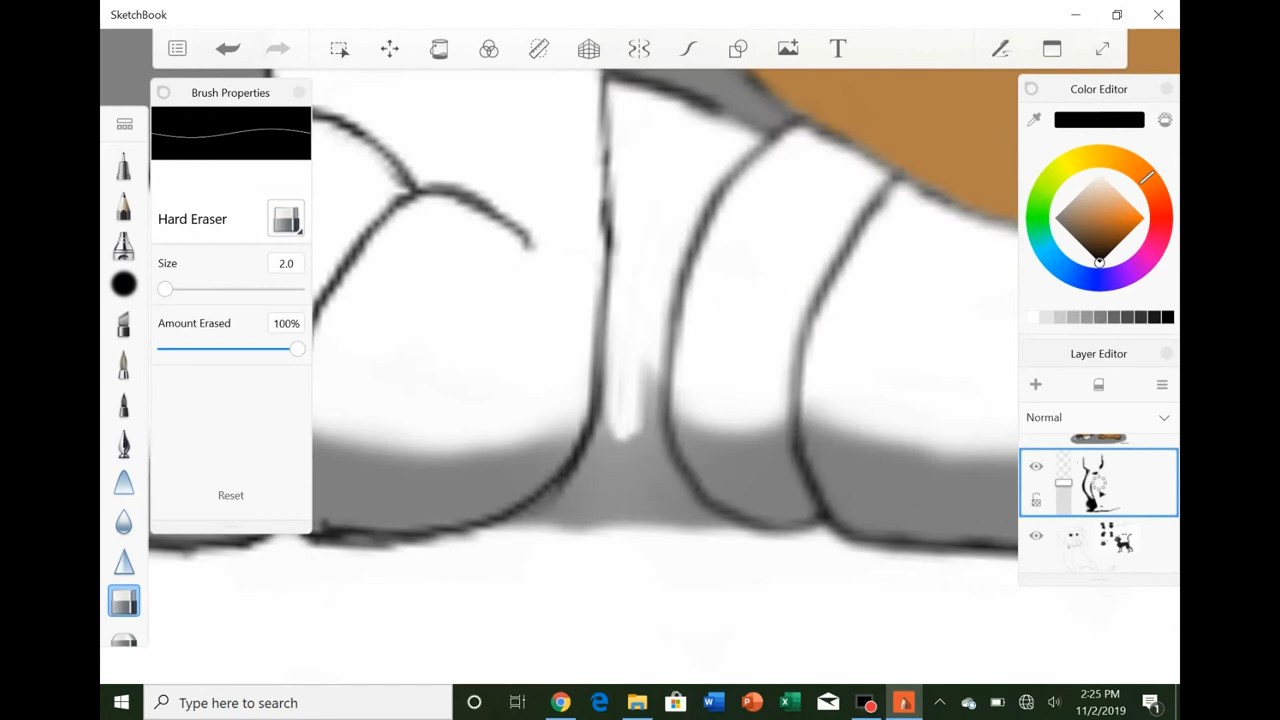 SketchBook
T
Brush Properties
Color Editor
Hard Eraser
Size
2.0
Amount Erased
100%
Layer Editor
Normal
Reset
Type here to search
2:25 PM
11/2/2019
1